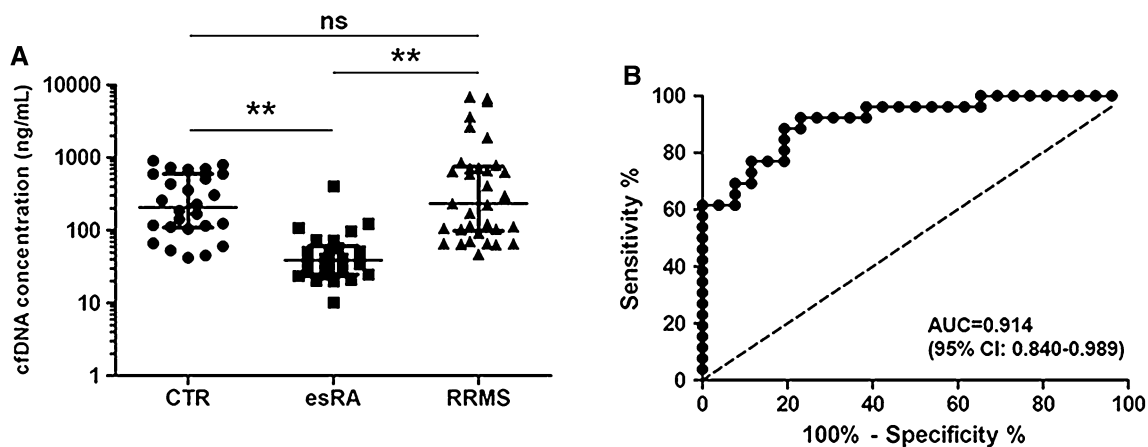 ns
A
**
**
cfDNA concentration (ng/mL)
10000
1000
100
10
1
CTR esRA RRMS
B
Sensitivity %
100
80
60
40
20
0
AUC=0.914
(95% CI: 0.840-0.989)
0 20 40 60 80 100
100% - Specificity %